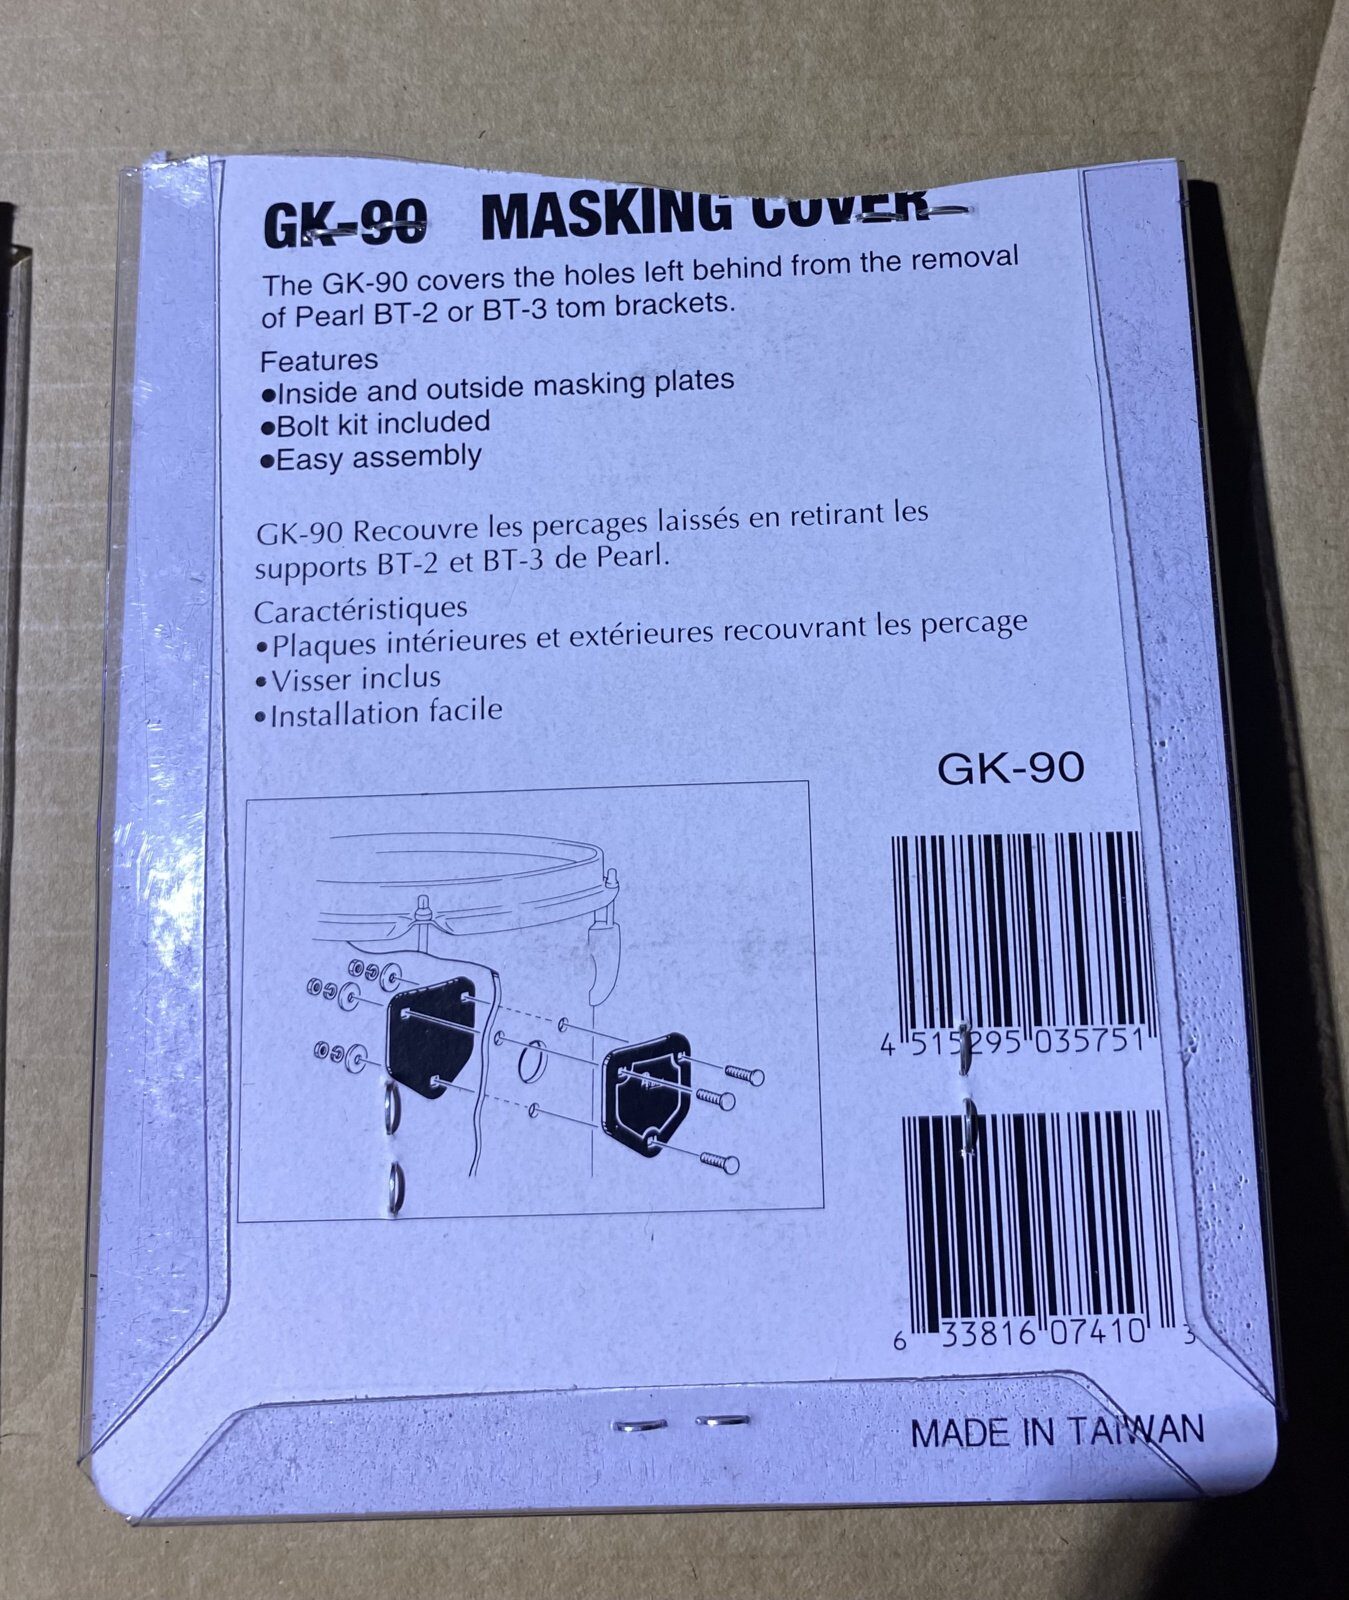 GK-90 MASKING COVER
The GK-90 covers the holes left behind from the removal
of Pearl BT-2 or BT-3 tom brackets.
Features
●Inside and outside masking plates
●Bolt kit included
●Easy assembly
GK-90 Recouvre les percages laissés en retirant les
supports BT-2 et BT-3 de Pearl.
Caractéristiques
•Plaques intérieures et extérieures recouvrant les percage
•Visser inclus
•Installation facile
GK-90
4 515295 035751
6 33816 07410 3
MADE IN TAIWAN